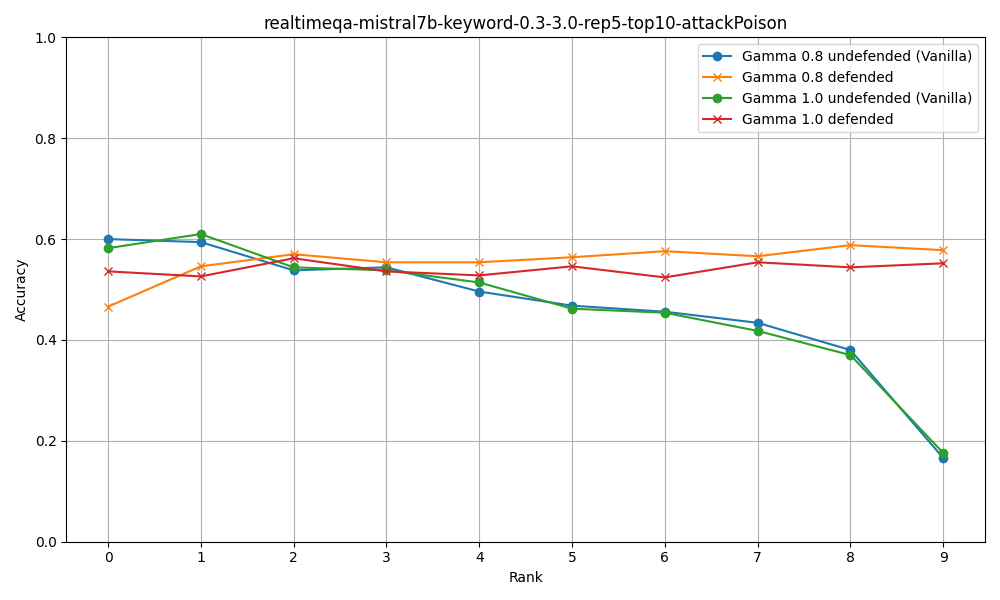 realtimeqa-mistral7b-keyword-0.3-3.0-rep5-top10-attackPoison
1.0
0.8
0.6
0.4
0.2
0.0
Accuracy
Gamma 0.8 undefended (Vanilla)
Gamma 0.8 defended
Gamma 1.0 undefended (Vanilla)
Gamma 1.0 defended
0 1 2 3 4 5 6 7 8 9
Rank